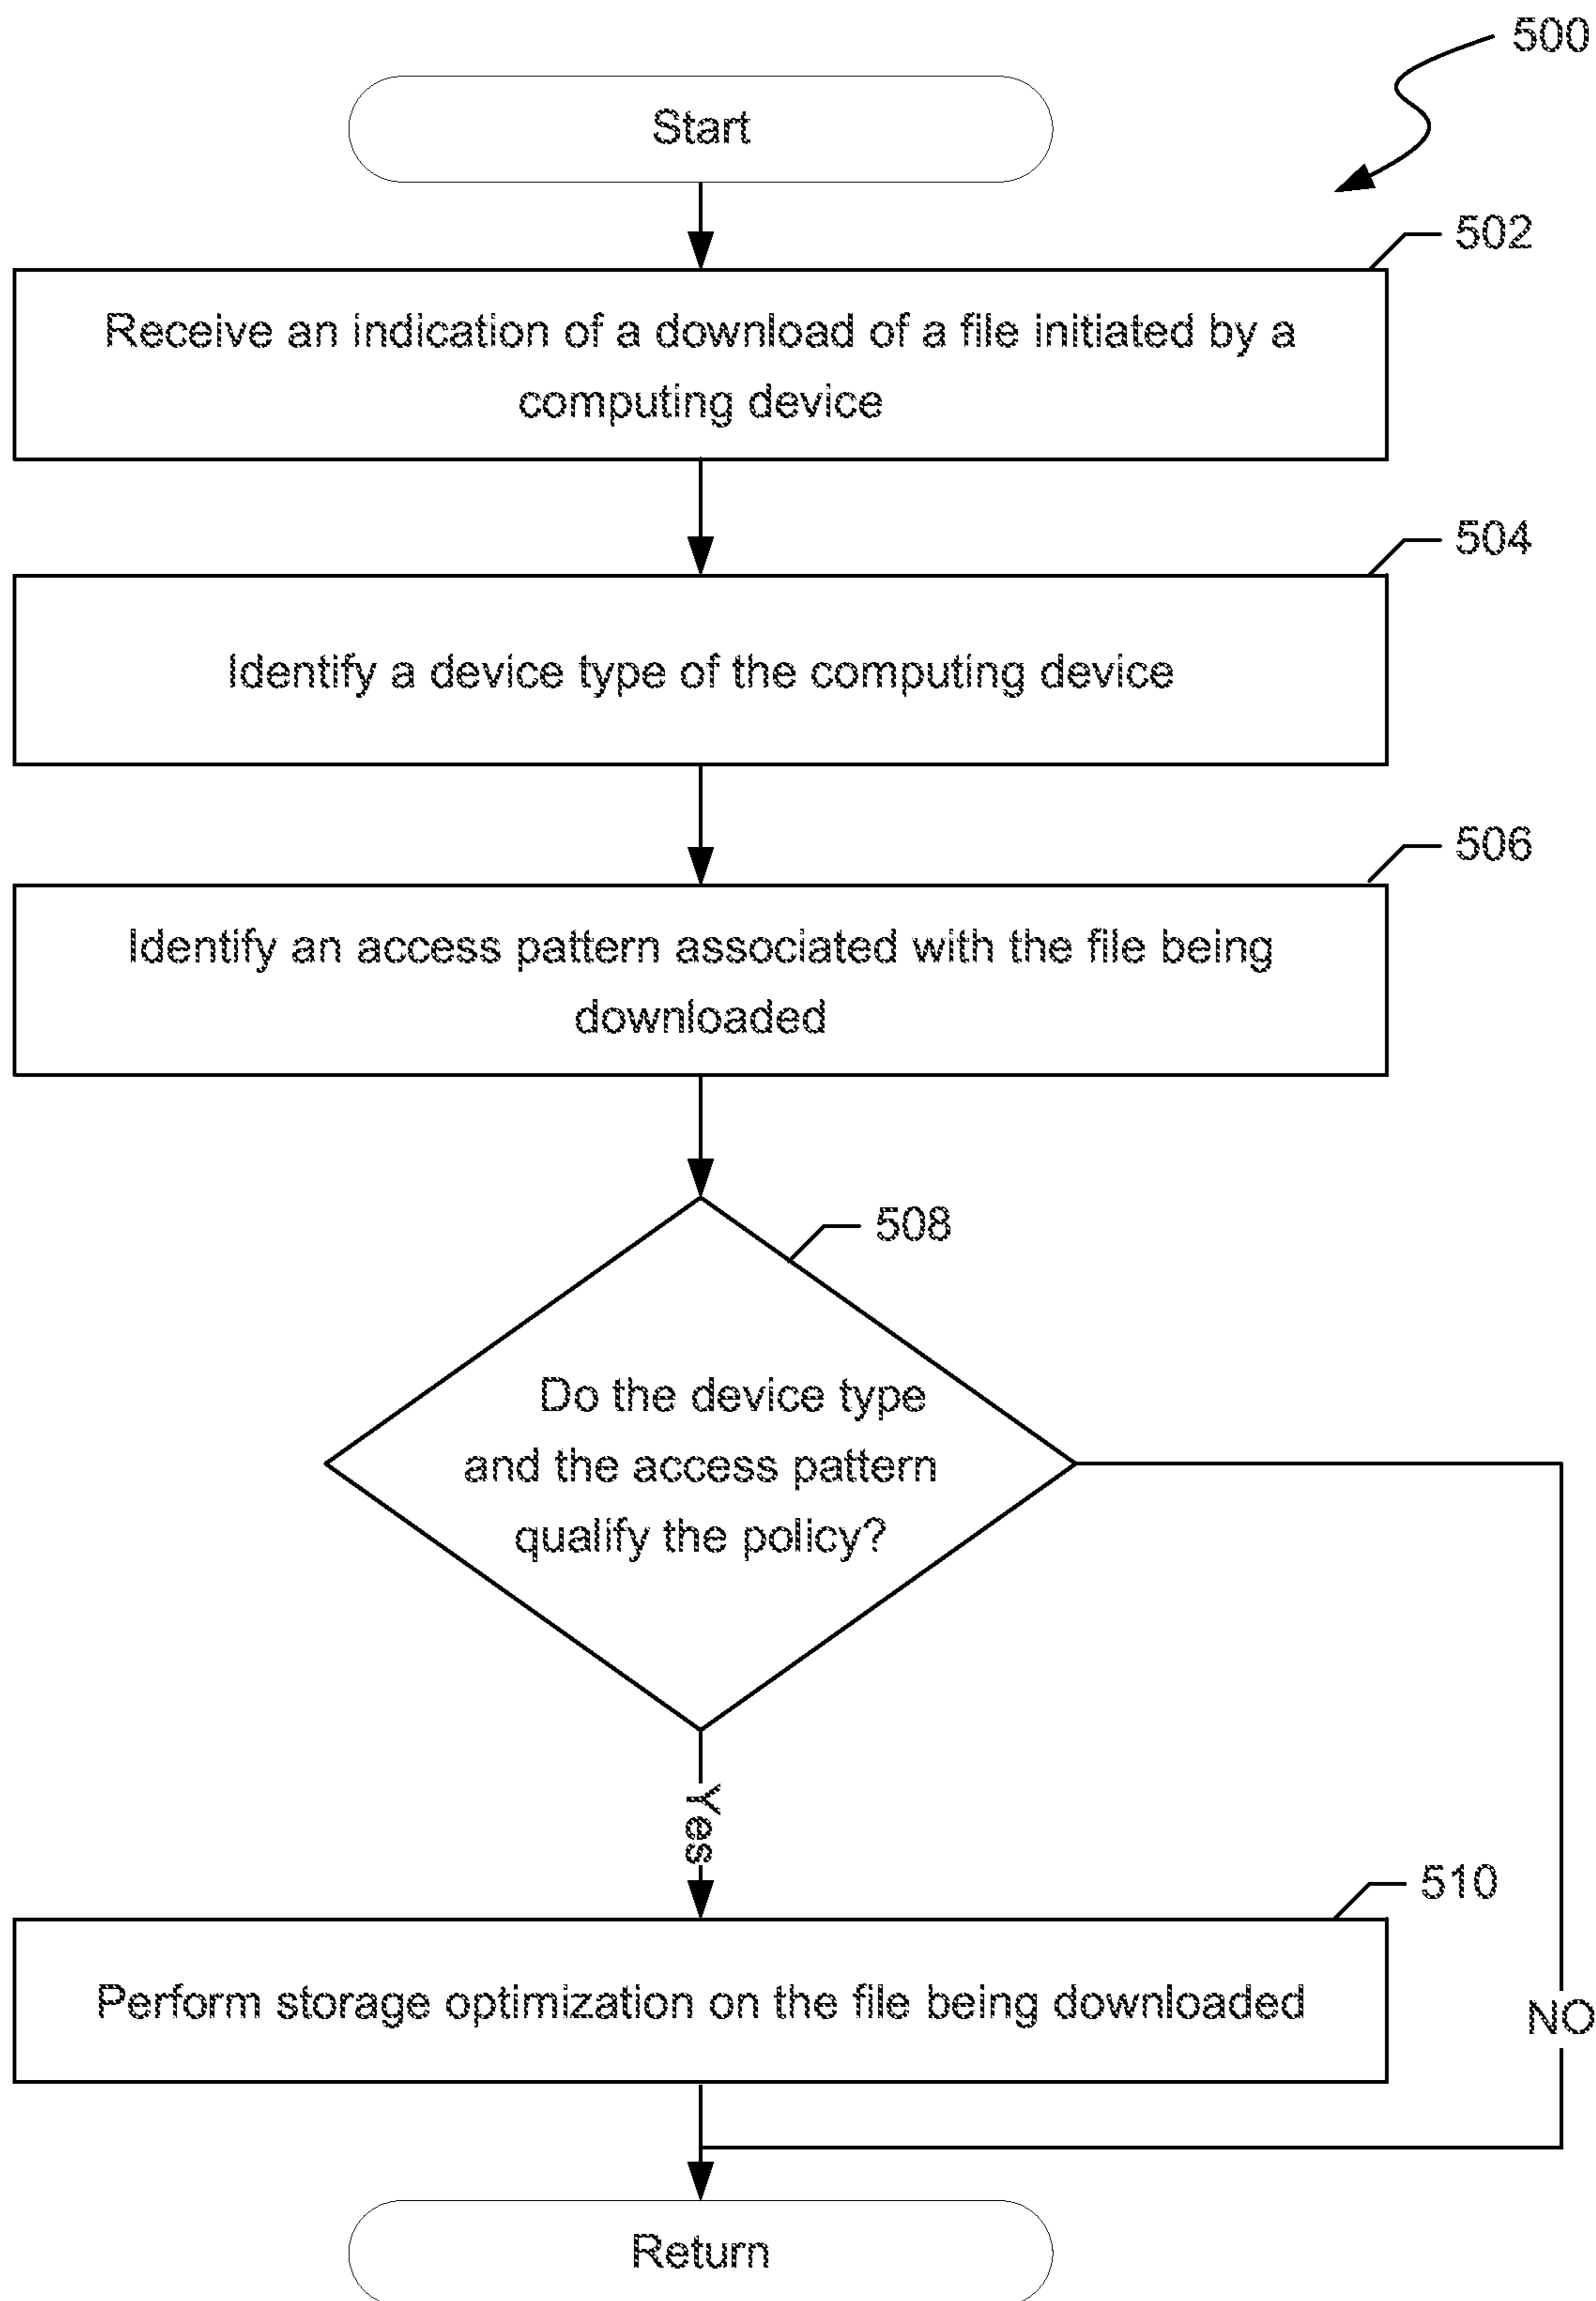 500
Start
502
Receive an indication of a download of a file initiated by a
computing device
504
Identify a device type of the computing device
506
Identify an access pattern associated with the file being
downloaded
508
Do the device type
and the access pattern
qualify the policy?
Yes
510
Perform storage optimization on the file being downloaded
NO
Return